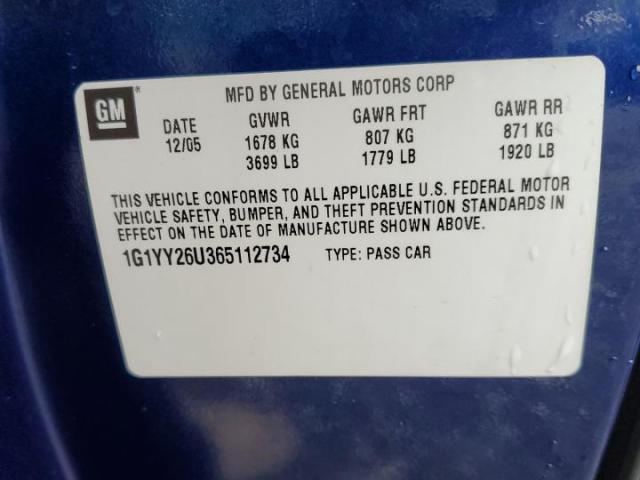 GM®
MFD BY GENERAL MOTORS CORP
DATE GVWR GAWR FRT GAWR RR
12/05 1678 KG 807 KG 871 KG
3699 LB 1779 LB 1920 LB
THIS VEHICLE CONFORMS TO ALL APPLICABLE U.S. FEDERAL MOTOR
VEHICLE SAFETY, BUMPER, AND THEFT PREVENTION STANDARDS IN
EFFECT ON THE DATE OF MANUFACTURE SHOWN ABOVE.
1G1YY26U365112734 TYPE: PASS CAR